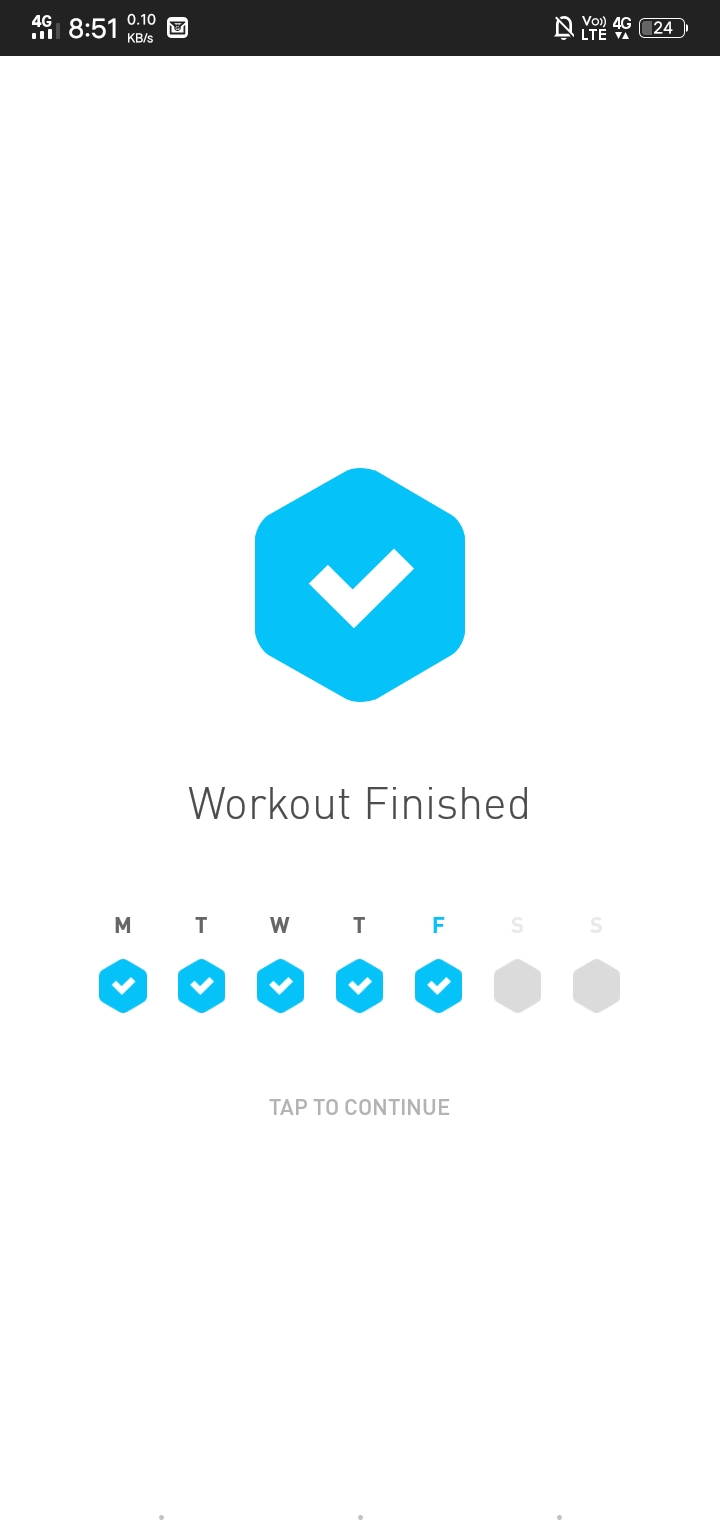 4G 8:51 0.10 KB/s Vo)) LTE 4G 24
Workout Finished
M T W T F S S
TAP TO CONTINUE